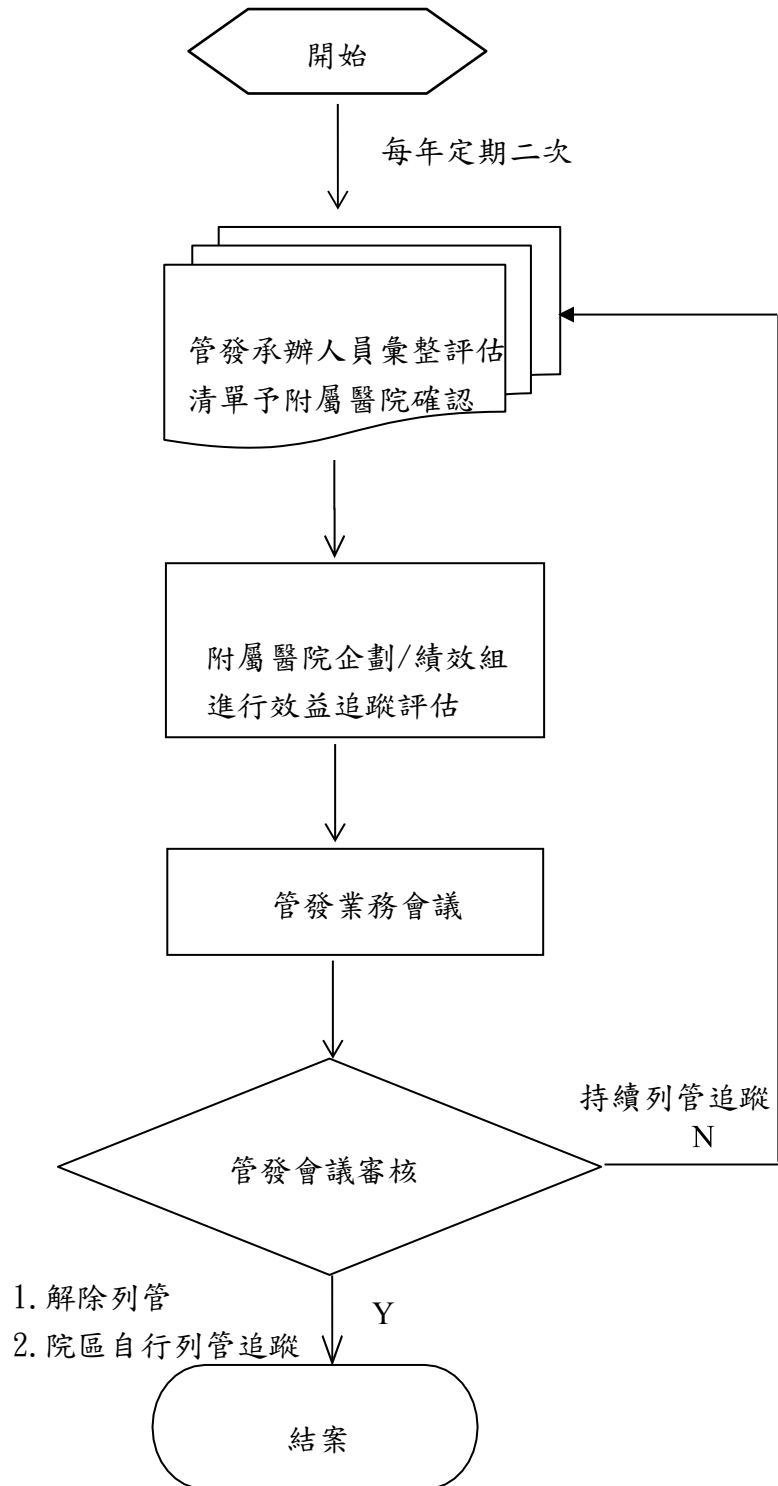 開始
每年定期二次
管發承辦人員彙整評估
清單予附屬醫院確認
附屬醫院企劃/績效組
進行效益追蹤評估
管發業務會議
持續列管追蹤
N
管發會議審核
1.解除列管
Y
2.院區自行列管追蹤
結案